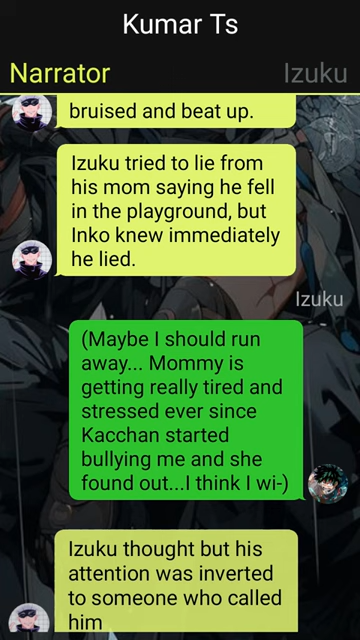 Kumar Ts
Narrator
Izuku
bruised and beat up.
Izuku tried to lie from
his mom saying he fell
in the playground, but
Inko knew immediately
he lied.
Izuku
(Maybe I should run
away... Mommy is
getting really tired and
stressed ever since
Kacchan started
bullying me and she
found out...I think I wi-)
Izuku thought but his
attention was inverted
to someone who called
him